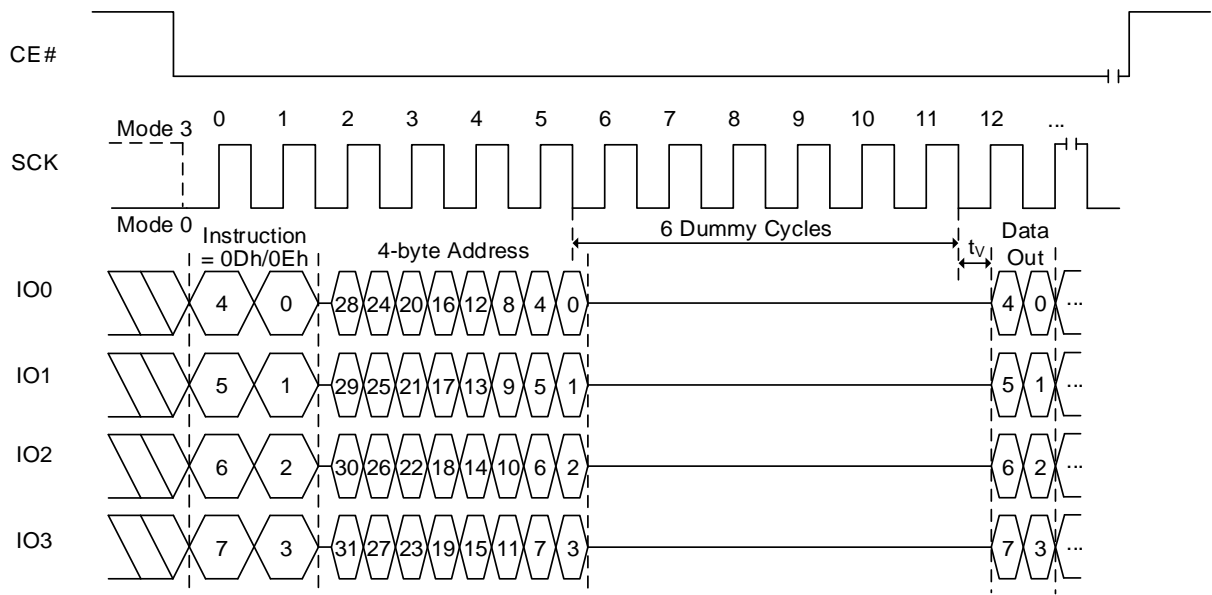 CE#
0 1 2 3 4 5 6 7 8 9 10 11 12 ...
Mode 3
SCK
Mode 0
6 Dummy Cycles
Instruction
= 0Dh/0Eh
4-byte Address
tV
Data
Out
IO0
4 0 28 24 20 16 12 8 4 0 4 0 ...
IO1
5 1 29 25 21 17 13 9 5 1 5 1 ...
IO2
6 2 30 26 22 18 14 10 6 2 6 2 ...
IO3
7 3 31 27 23 19 15 11 7 3 7 3 ...